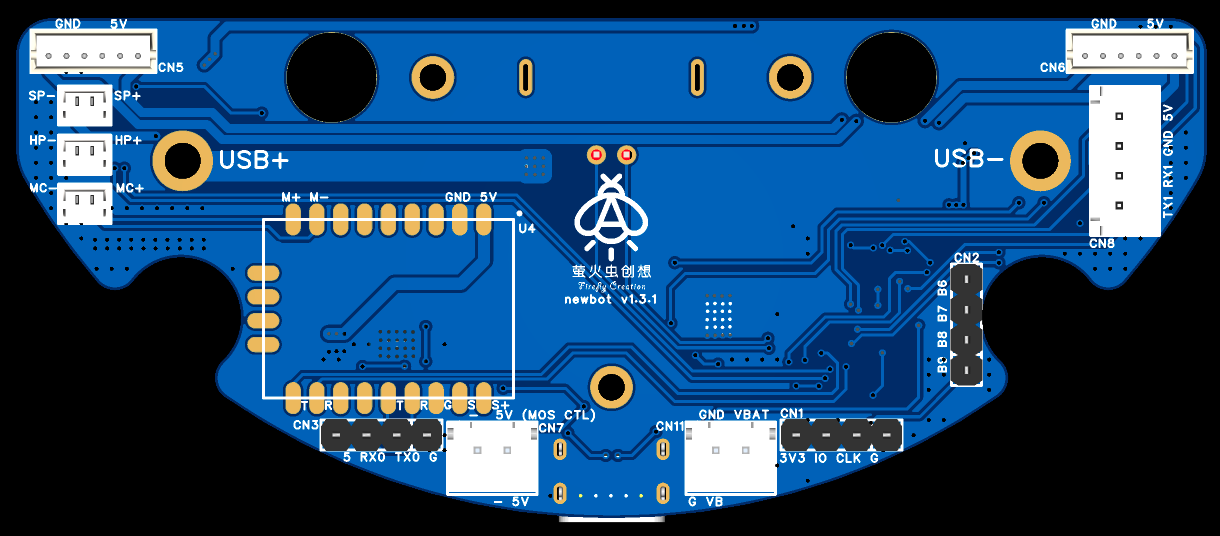 GND 5V
GND 5V
CN5
CN6
SP- SP+
HP- HP+
MC- MC+
USB+
USB-
TX1 RX1 GND 5V
CN8
M+ M-
GND 5V
U4
萤火虫创想
Firefly Creation
newbot v1.3.1
CN2
B6
B7
B8
B9
S+
5V (MOS CTL)
CN3
CN7
5 RX0 TX0 G
- 5V
GND VBAT
CN11
G VB
CN1
3V3 IO CLK G